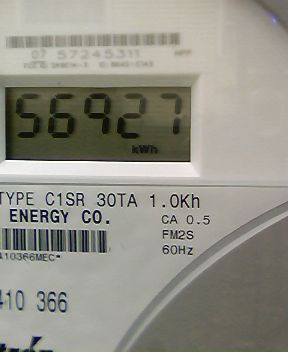 07 57245311
56927
kWh
TYPE C1SR 30TA 1.0Kh
ENERGY CO.
CA 0.5
FM2S
60Hz
410366MEC*
410 366